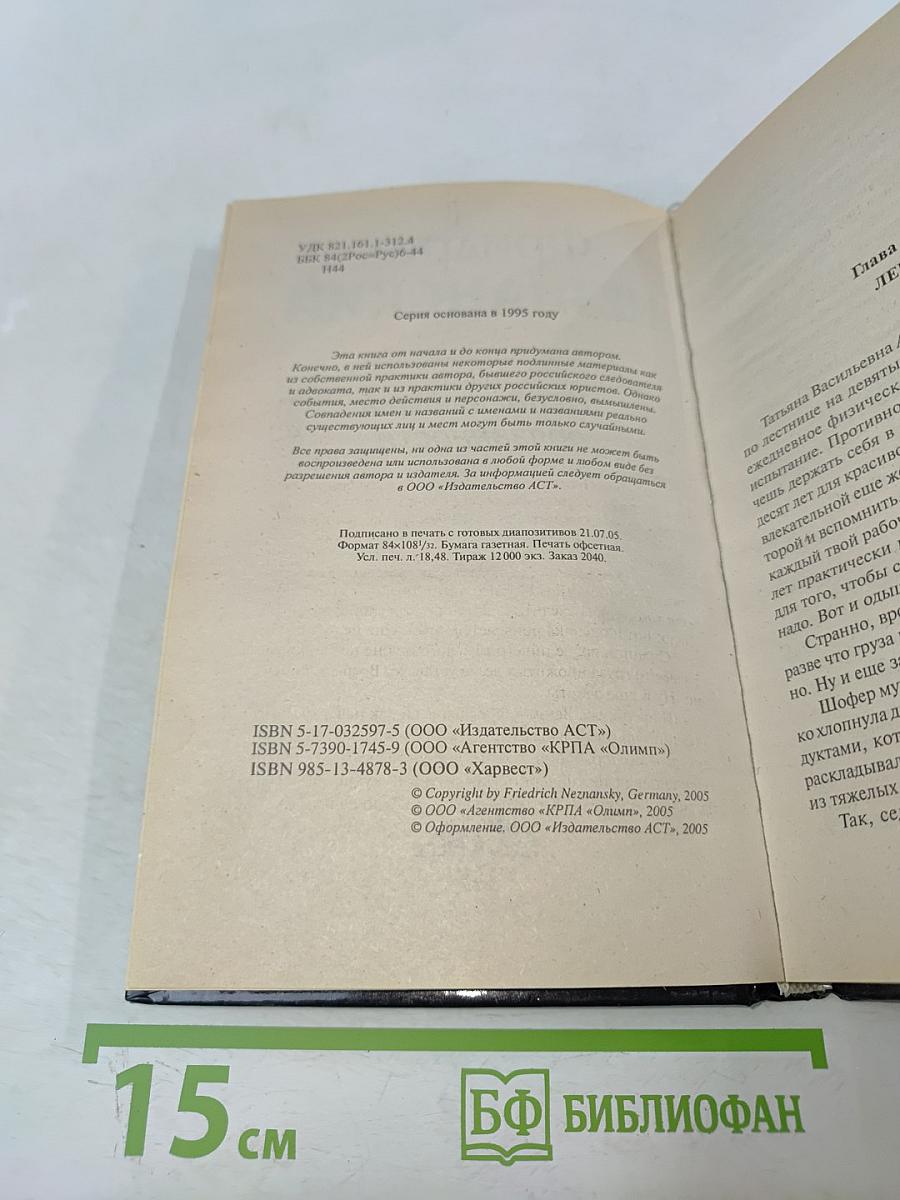 УДК 821.161.1-312.4
ББК 84(2Рос=Рус)6-44
Н44
Серия основана в 1995 году
Эта книга от начала и до конца придумана автором.
Конечно, в ней использованы некоторые подлинные материалы как
из собственной практики автора, бывшего российского следователя
и адвоката, так и из практики других российских юристов. Однако
события, место действия и персонажи, безусловно, вымышлены.
Совпадения имен и названий с именами и названиями реально
существующих лиц и мест могут быть только случайными.
Все права защищены, ни одна из частей этой книги не может быть
воспроизведена или использована в любой форме и любом виде без
разрешения автора и издателя. За информацией следует обращаться
в ООО «Издательство АСТ».
Подписано в печать с готовых диапозитивов 21.07.05.
Формат 84×108 1/32. Бумага газетная. Печать офсетная.
Усл. печ. л. 18,48. Тираж 12 000 экз. Заказ 2040.
ISBN 5-17-032597-5 (ООО «Издательство АСТ»)
ISBN 5-7390-1745-9 (ООО «Агентство «КРПА «Олимп»)
ISBN 985-13-4878-3 (ООО «Харвест»)
© Copyright by Friedrich Neznansky, Germany, 2005
© ООО «Агентство «КРПА «Олимп», 2005
© Оформление. ООО «Издательство АСТ», 2005
Глава
ЛЕ
Татьяна Васильевна
по лестнице на девяты
ежедневное физическ
испытание. Противно
чешь держать себя в
десят лет для красиво
влекательной еще же
торой и вспомнить
каждый твой рабоч
лет практически
для того, чтобы с
надо. Вот и одыш
Странно, вре
разве что груза
но. Ну и еще за
Шофер му
ко хлопнула д
дуктами, кот
раскладывал
из тяжелых
Так, се
15 см
БФ БИБЛИОФАН